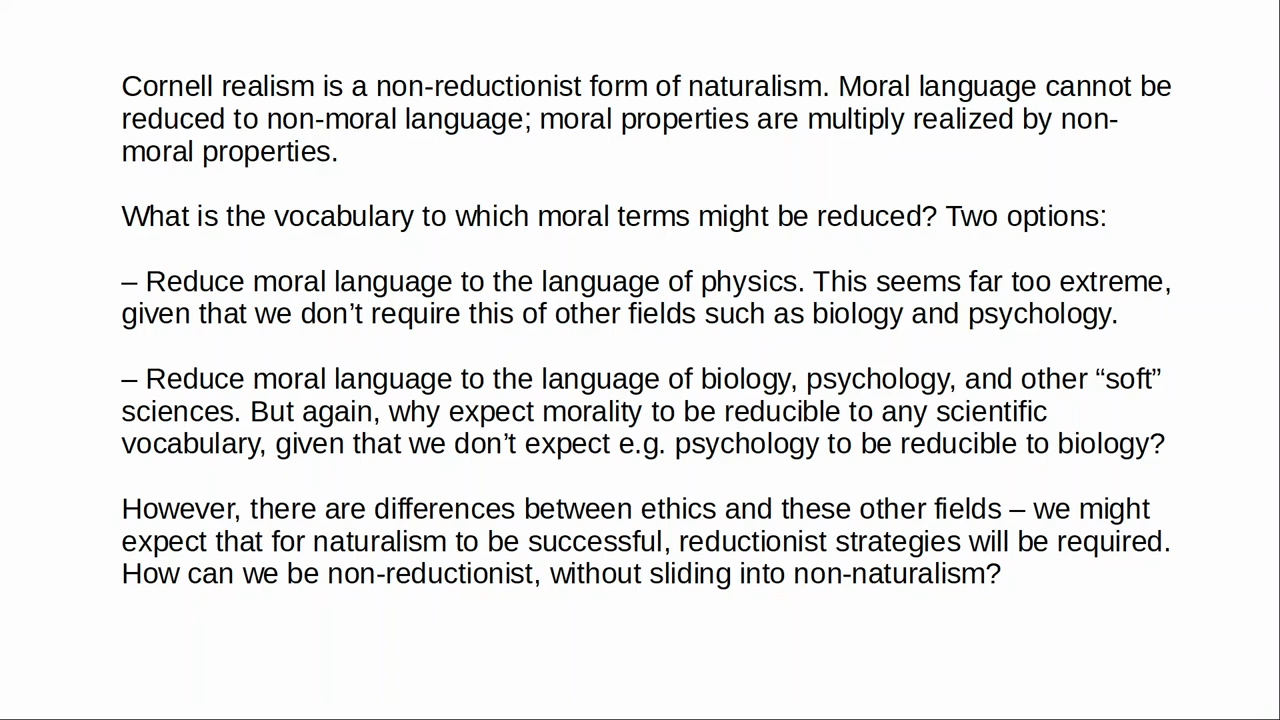 Cornell realism is a non-reductionist form of naturalism. Moral language cannot be
reduced to non-moral language; moral properties are multiply realized by non-
moral properties.
What is the vocabulary to which moral terms might be reduced? Two options:
– Reduce moral language to the language of physics. This seems far too extreme,
given that we don’t require this of other fields such as biology and psychology.
– Reduce moral language to the language of biology, psychology, and other “soft”
sciences. But again, why expect morality to be reducible to any scientific
vocabulary, given that we don’t expect e.g. psychology to be reducible to biology?
However, there are differences between ethics and these other fields – we might
expect that for naturalism to be successful, reductionist strategies will be required.
How can we be non-reductionist, without sliding into non-naturalism?